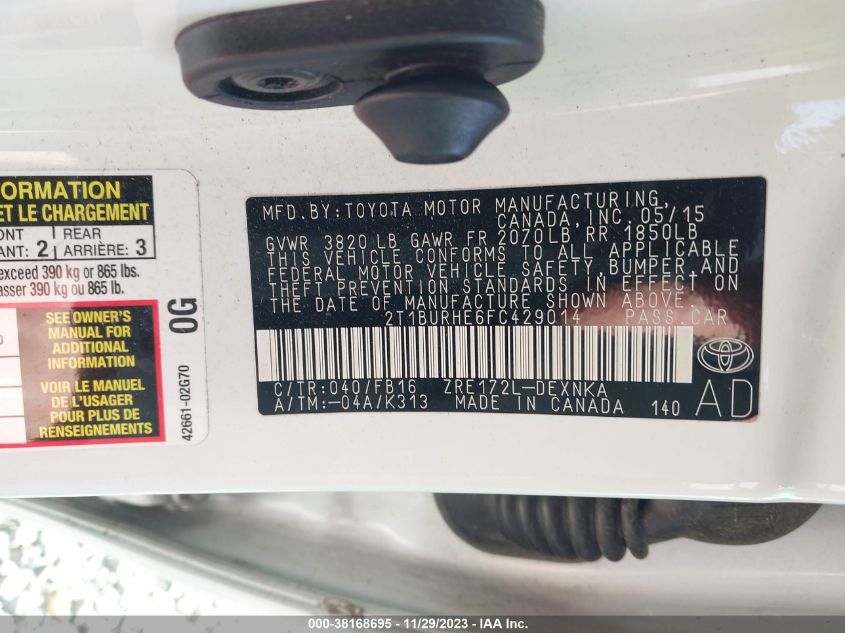 ORMATION
ET LE CHARGEMENT
ONT
ANT: 2
REAR
ARRIÈRE: 3
exceed 390 kg or 865 lbs.
asser 390 kg ou 865 lb.
SEE OWNER'S
MANUAL FOR
ADDITIONAL
INFORMATION
VOIR LE MANUEL
DE L'USAGER
POUR PLUS DE
RENSEIGNEMENTS
0G
42661-02G70
MFD.BY:TOYOTA MOTOR MANUFACTURING,
CANADA, INC. 05/15
GVWR 3820 LB GAWR FR 2070LB, RR 1850LB
THIS VEHICLE CONFORMS TO ALL APPLICABLE
FEDERAL MOTOR VEHICLE SAFETY, BUMPER, AND
THEFT PREVENTION STANDARDS IN EFFECT ON
THE DATE OF MANUFACTURE SHOWN ABOVE.
2T1BURHE6FC429014 PASS.CAR
C/TR:040/FB16 ZRE172L-DEXNKA
A/TM:-04A/K313 MADE IN CANADA 140
AD
000-38168695 - 11/29/2023 - IAA Inc.